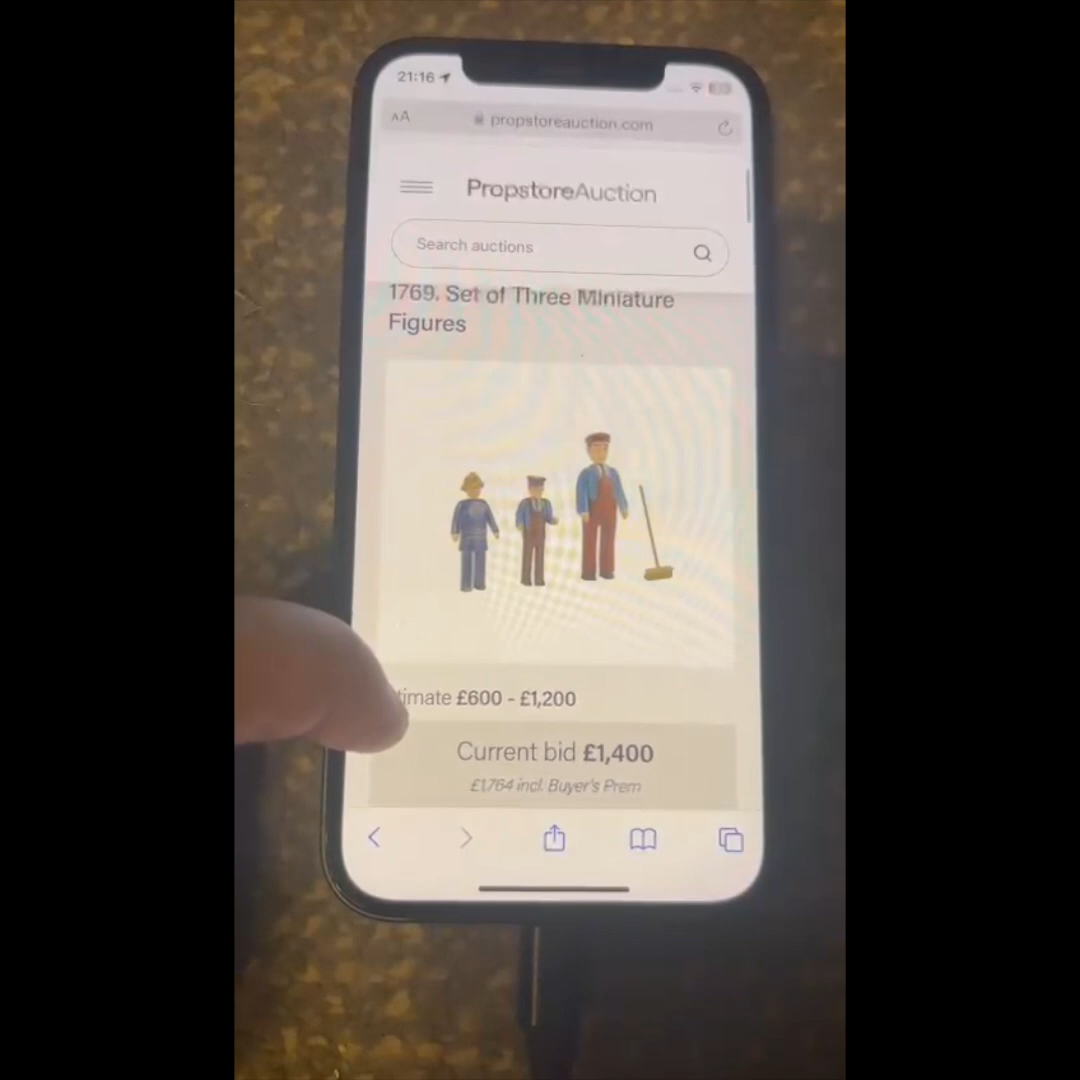 21:16
AA propstoreauction.com
PropstoreAuction
Search auctions
1769. Set of Three Miniature
Figures
timate £600 - £1,200
Current bid £1,400
£1,764 incl. Buyer's Prem